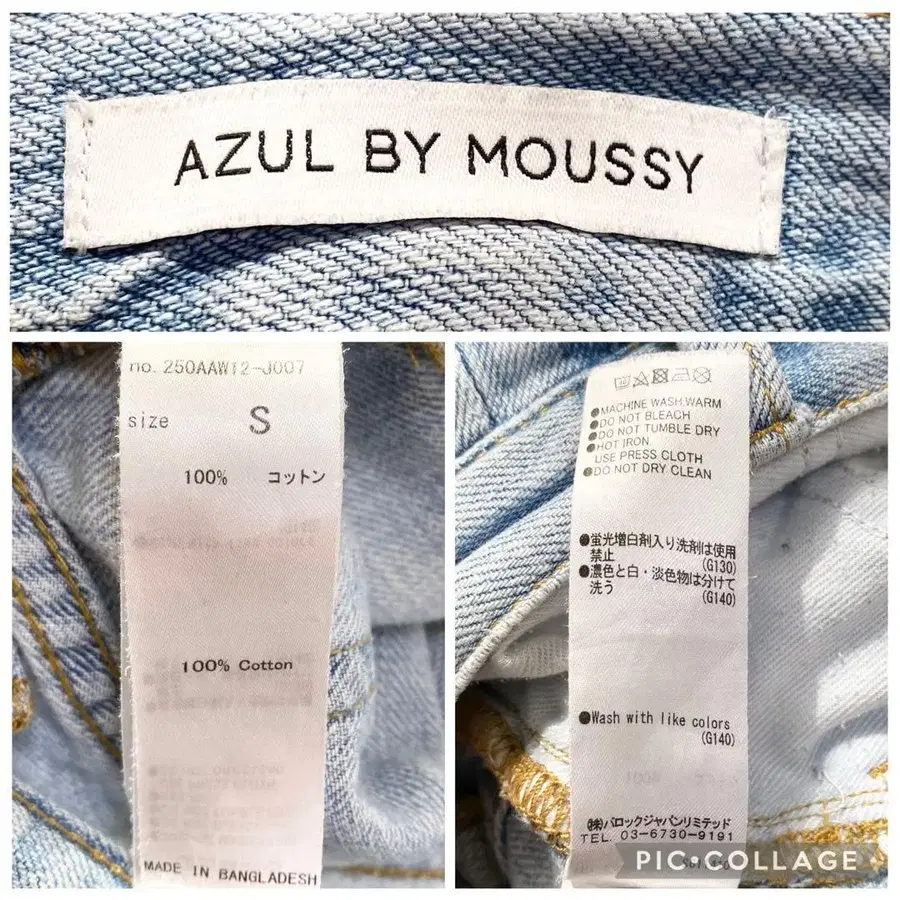 AZUL BY MOUSSY
no. 250AAW12-J007
size S
100% コットン
100% Cotton
MADE IN BANGLADESH
●MACHINE WASH.WARM
●DO NOT BLEACH
●DO NOT TUMBLE DRY
●HOT IRON
USE PRESS CLOTH
●DO NOT DRY CLEAN
●蛍光増白剤入り洗剤は使用
禁止
(G130)
●濃色と白・淡色物は分けて
洗う
(G140)
●Wash with like colors
(G140)
(株)バロックジャパンリミテッド
TEL. 03-6730-9191
PIC•COLLAGE